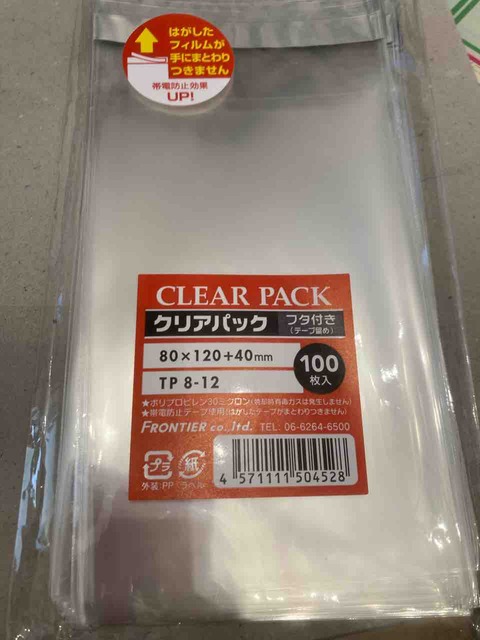 はがした
フィルムが
手にまとわり
つきません
帯電防止効果
UP!
CLEAR PACK
クリアパック
フタ付き
(テープ留め)
80×120+40mm
TP 8-12
100
枚入
★ポリプロピレン30ミクロン(焼却時有毒ガスは発生しません)
★帯電防止テープ使用(はがしたテープがまとわりつきません)
FRONTIER co.,ltd. TEL: 06-6264-6500
プラ
紙
外装:PP
ラベル
4 571111 504528